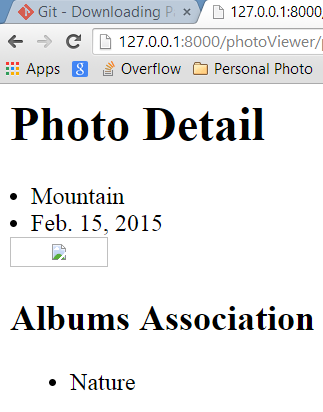 Git - Downloading Pa
127.0.0.1:8000
127.0.0.1:8000/photoViewer/p
Apps
Overflow
Personal Photo
Photo Detail
Mountain
Feb. 15, 2015
Albums Association
Nature